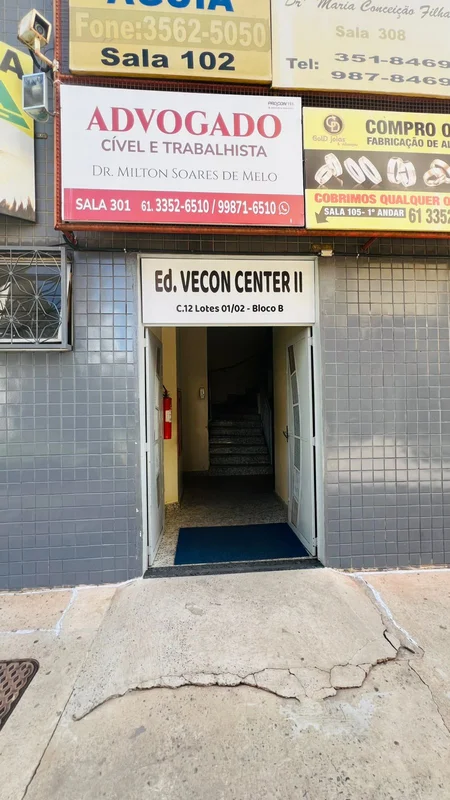 Fone:3562-5050
Sala 102
Drª Maria Conceição Filha
Sala 308
Tel: 351-8469
987-8469
ADVOGADO
CÍVEL E TRABALHISTA
DR. MILTON SOARES DE MELO
SALA 301 61. 3352-6510 / 99871-6510
GD
COMPRO O
FABRICAÇÃO DE AL
COBRIMOS QUALQUER O
SALA 105- 1º ANDAR 61 3352
Ed. VECON CENTER II
C.12 Lotes 01/02 - Bloco B